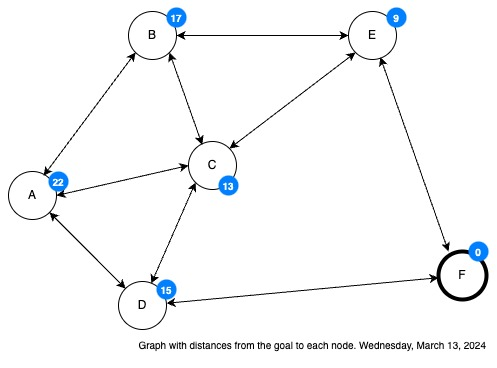 17
B
9
E
C
13
22
A
15
D
0
F
Graph with distances from the goal to each node. Wednesday, March 13, 2024